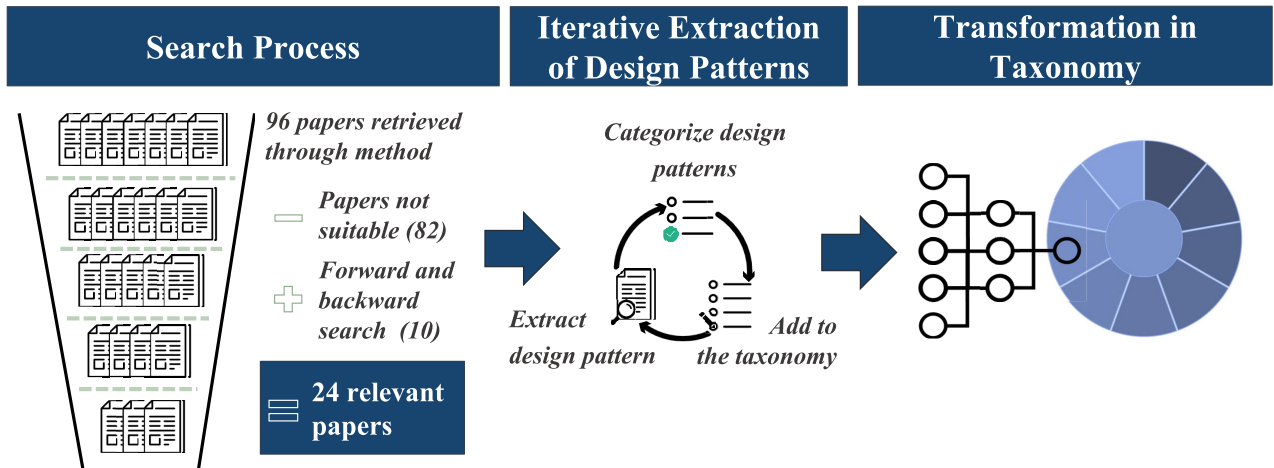 Search Process
Iterative Extraction
of Design Patterns
Transformation in
Taxonomy
96 papers retrieved
through method
Papers not
suitable (82)
Forward and
backward
search (10)
24 relevant
papers
Categorize design
patterns
Extract
design pattern
Add to
the taxonomy